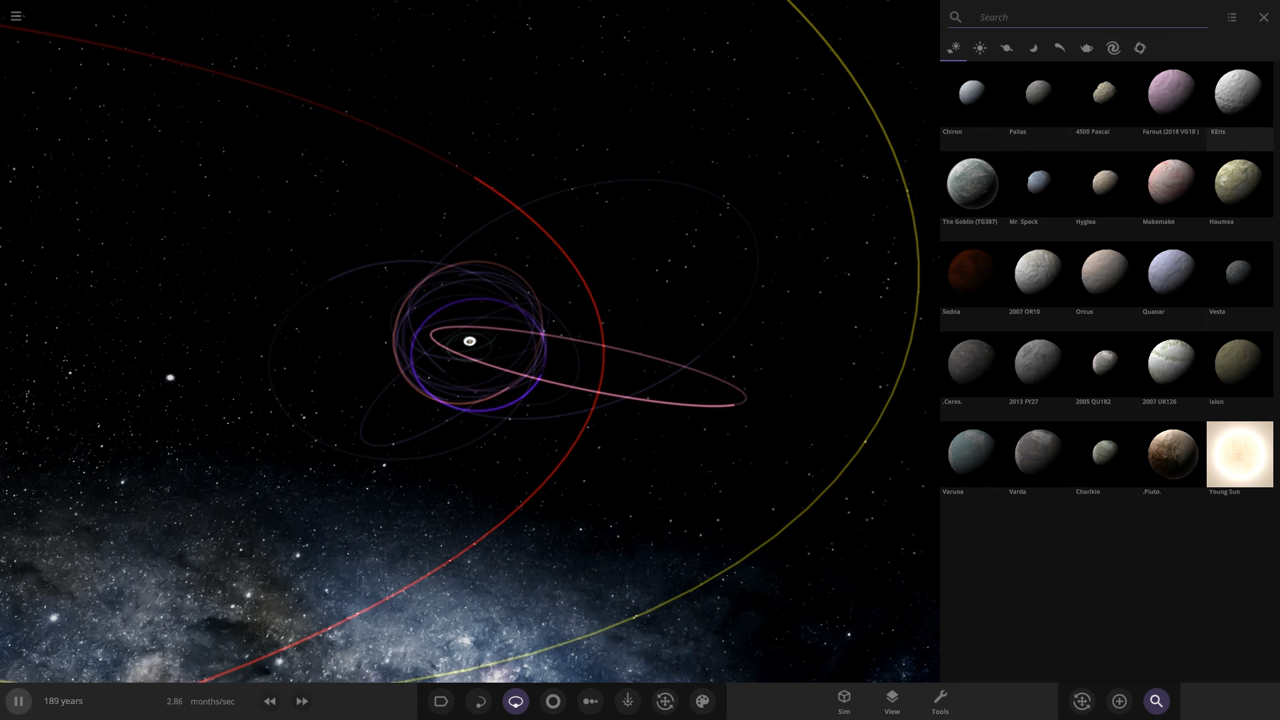 Search
Chiron Pallas 4500 Pascal Farout (2018 VG18 ) XEris
The Goblin (TG387) Mr. Spock Hygiea Makemake Haumea
Sedna 2007 OR10 Orcus Quaoar Vesta
.Ceres. 2013 FYZ7 2005 QU182 2007 UK126 Ixion
Varuna Varda Chariklo .Pluto. Young Sun
189 years 2.86 months/sec Sim View Tools